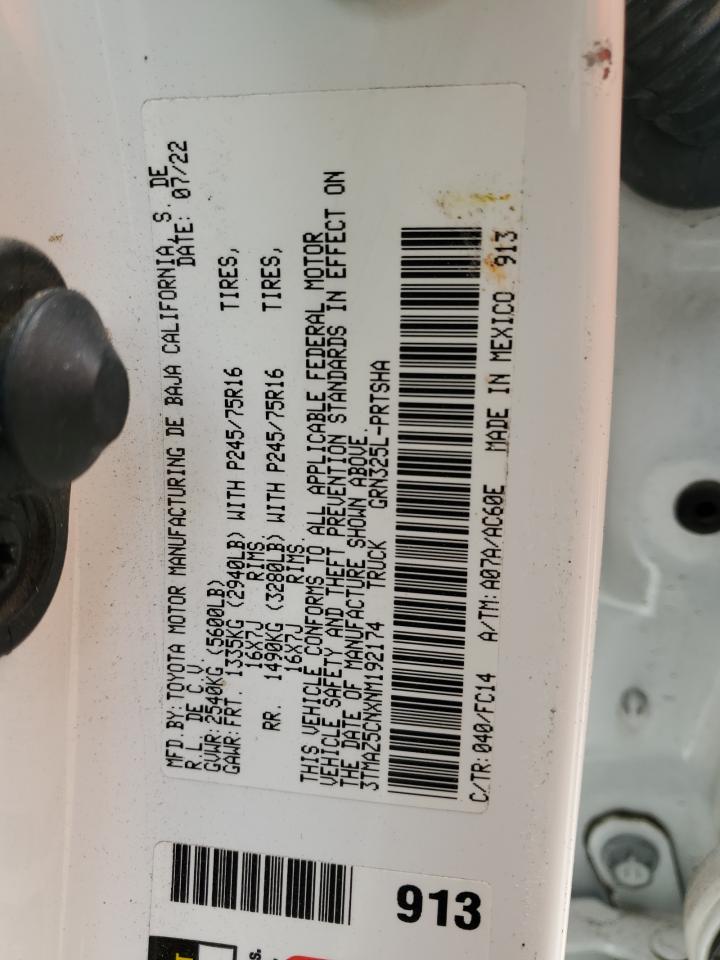 MFD.BY: TOYOTA MOTOR MANUFACTURING DE BAJA CALIFORNIA, S. DE
R.L. DE C.V. DATE: 07/22
GVWR: 2540KG (5600LB)
GAWR: FRT. 1335KG (2940LB) WITH P245/75R16 TIRES,
16X7J RIMS.
RR. 1490KG (3280LB) WITH P245/75R16 TIRES,
16X7J RIMS.
THIS VEHICLE CONFORMS TO ALL APPLICABLE FEDERAL MOTOR
VEHICLE SAFETY AND THEFT PREVENTION STANDARDS IN EFFECT ON
THE DATE OF MANUFACTURE SHOWN ABOVE.
3TMAZ5CNXNM192174 TRUCK GRN325L-PRTSHA
C/TR: 040/FC14 A/TM: A07A/AC60E MADE IN MEXICO 913
913